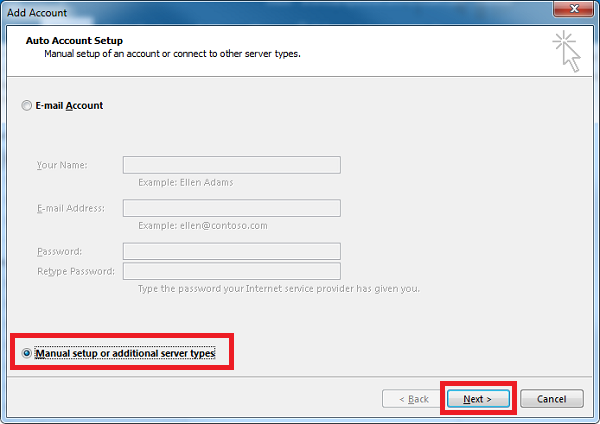 Add Account
Auto Account Setup
Manual setup of an account or connect to other server types.
E-mail Account
Your Name:
Example: Ellen Adams
E-mail Address:
Example: ellen@contoso.com
Password:
Retype Password:
Type the password your Internet service provider has given you.
Manual setup or additional server types
< Back
Next >
Cancel